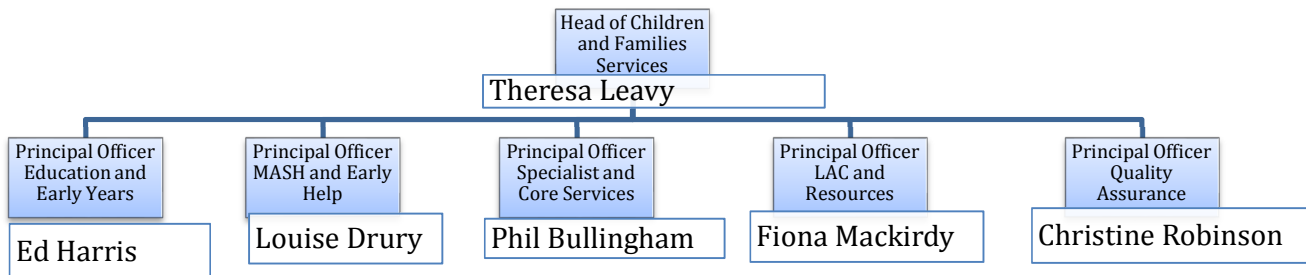 Head of Children
and Families
Services
Theresa Leavy
Principal Officer
Education and
Early Years
Ed Harris
Principal Officer
MASH and Early
Help
Louise Drury
Principal Officer
Specialist and
Core Services
Phil Bullingham
Principal Officer
LAC and
Resources
Fiona Mackirdy
Principal Officer
Quality
Assurance
Christine Robinson